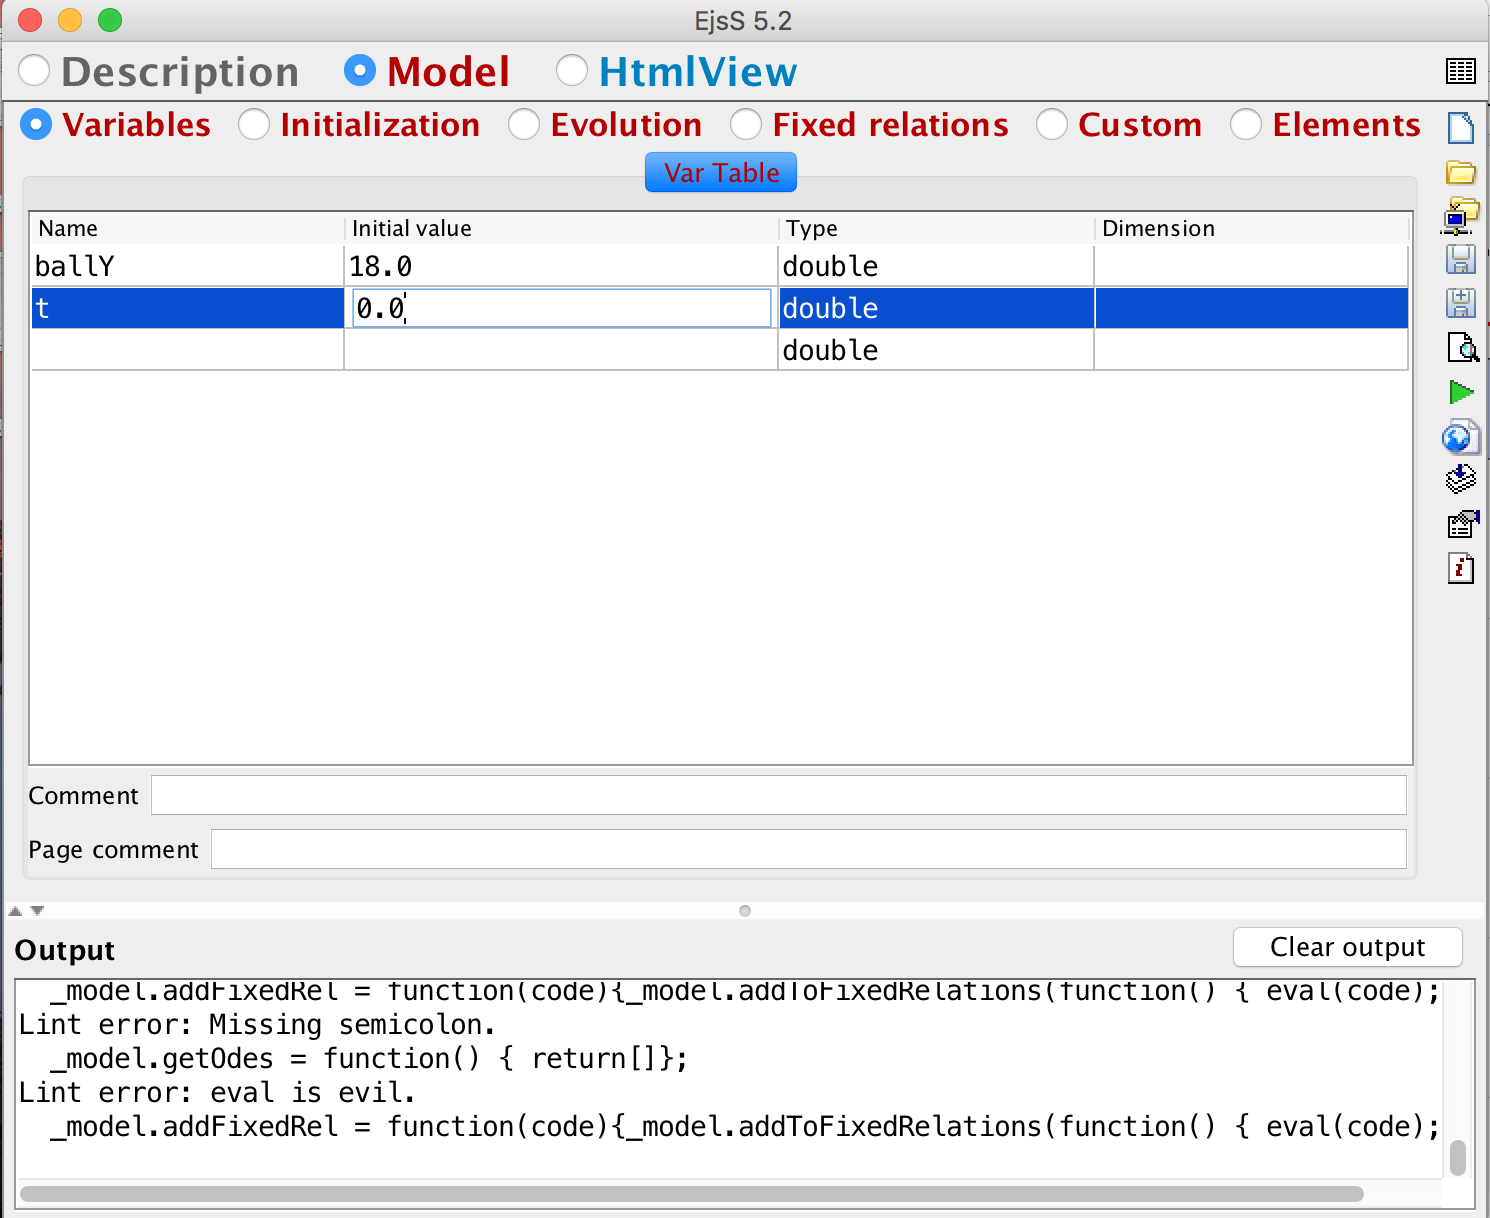 EjsS 5.2
Description Model HtmlView
Variables Initialization Evolution Fixed relations Custom Elements
Var Table
Name Initial value Type Dimension
ballY 18.0 double
t 0.0 double
double
Comment
Page comment
Output Clear output
_model.addFixedRel = function(code){_model.addToFixedRelations(function() { eval(code);
Lint error: Missing semicolon.
_model.getOdes = function() { return[]};
Lint error: eval is evil.
_model.addFixedRel = function(code){_model.addToFixedRelations(function() { eval(code);